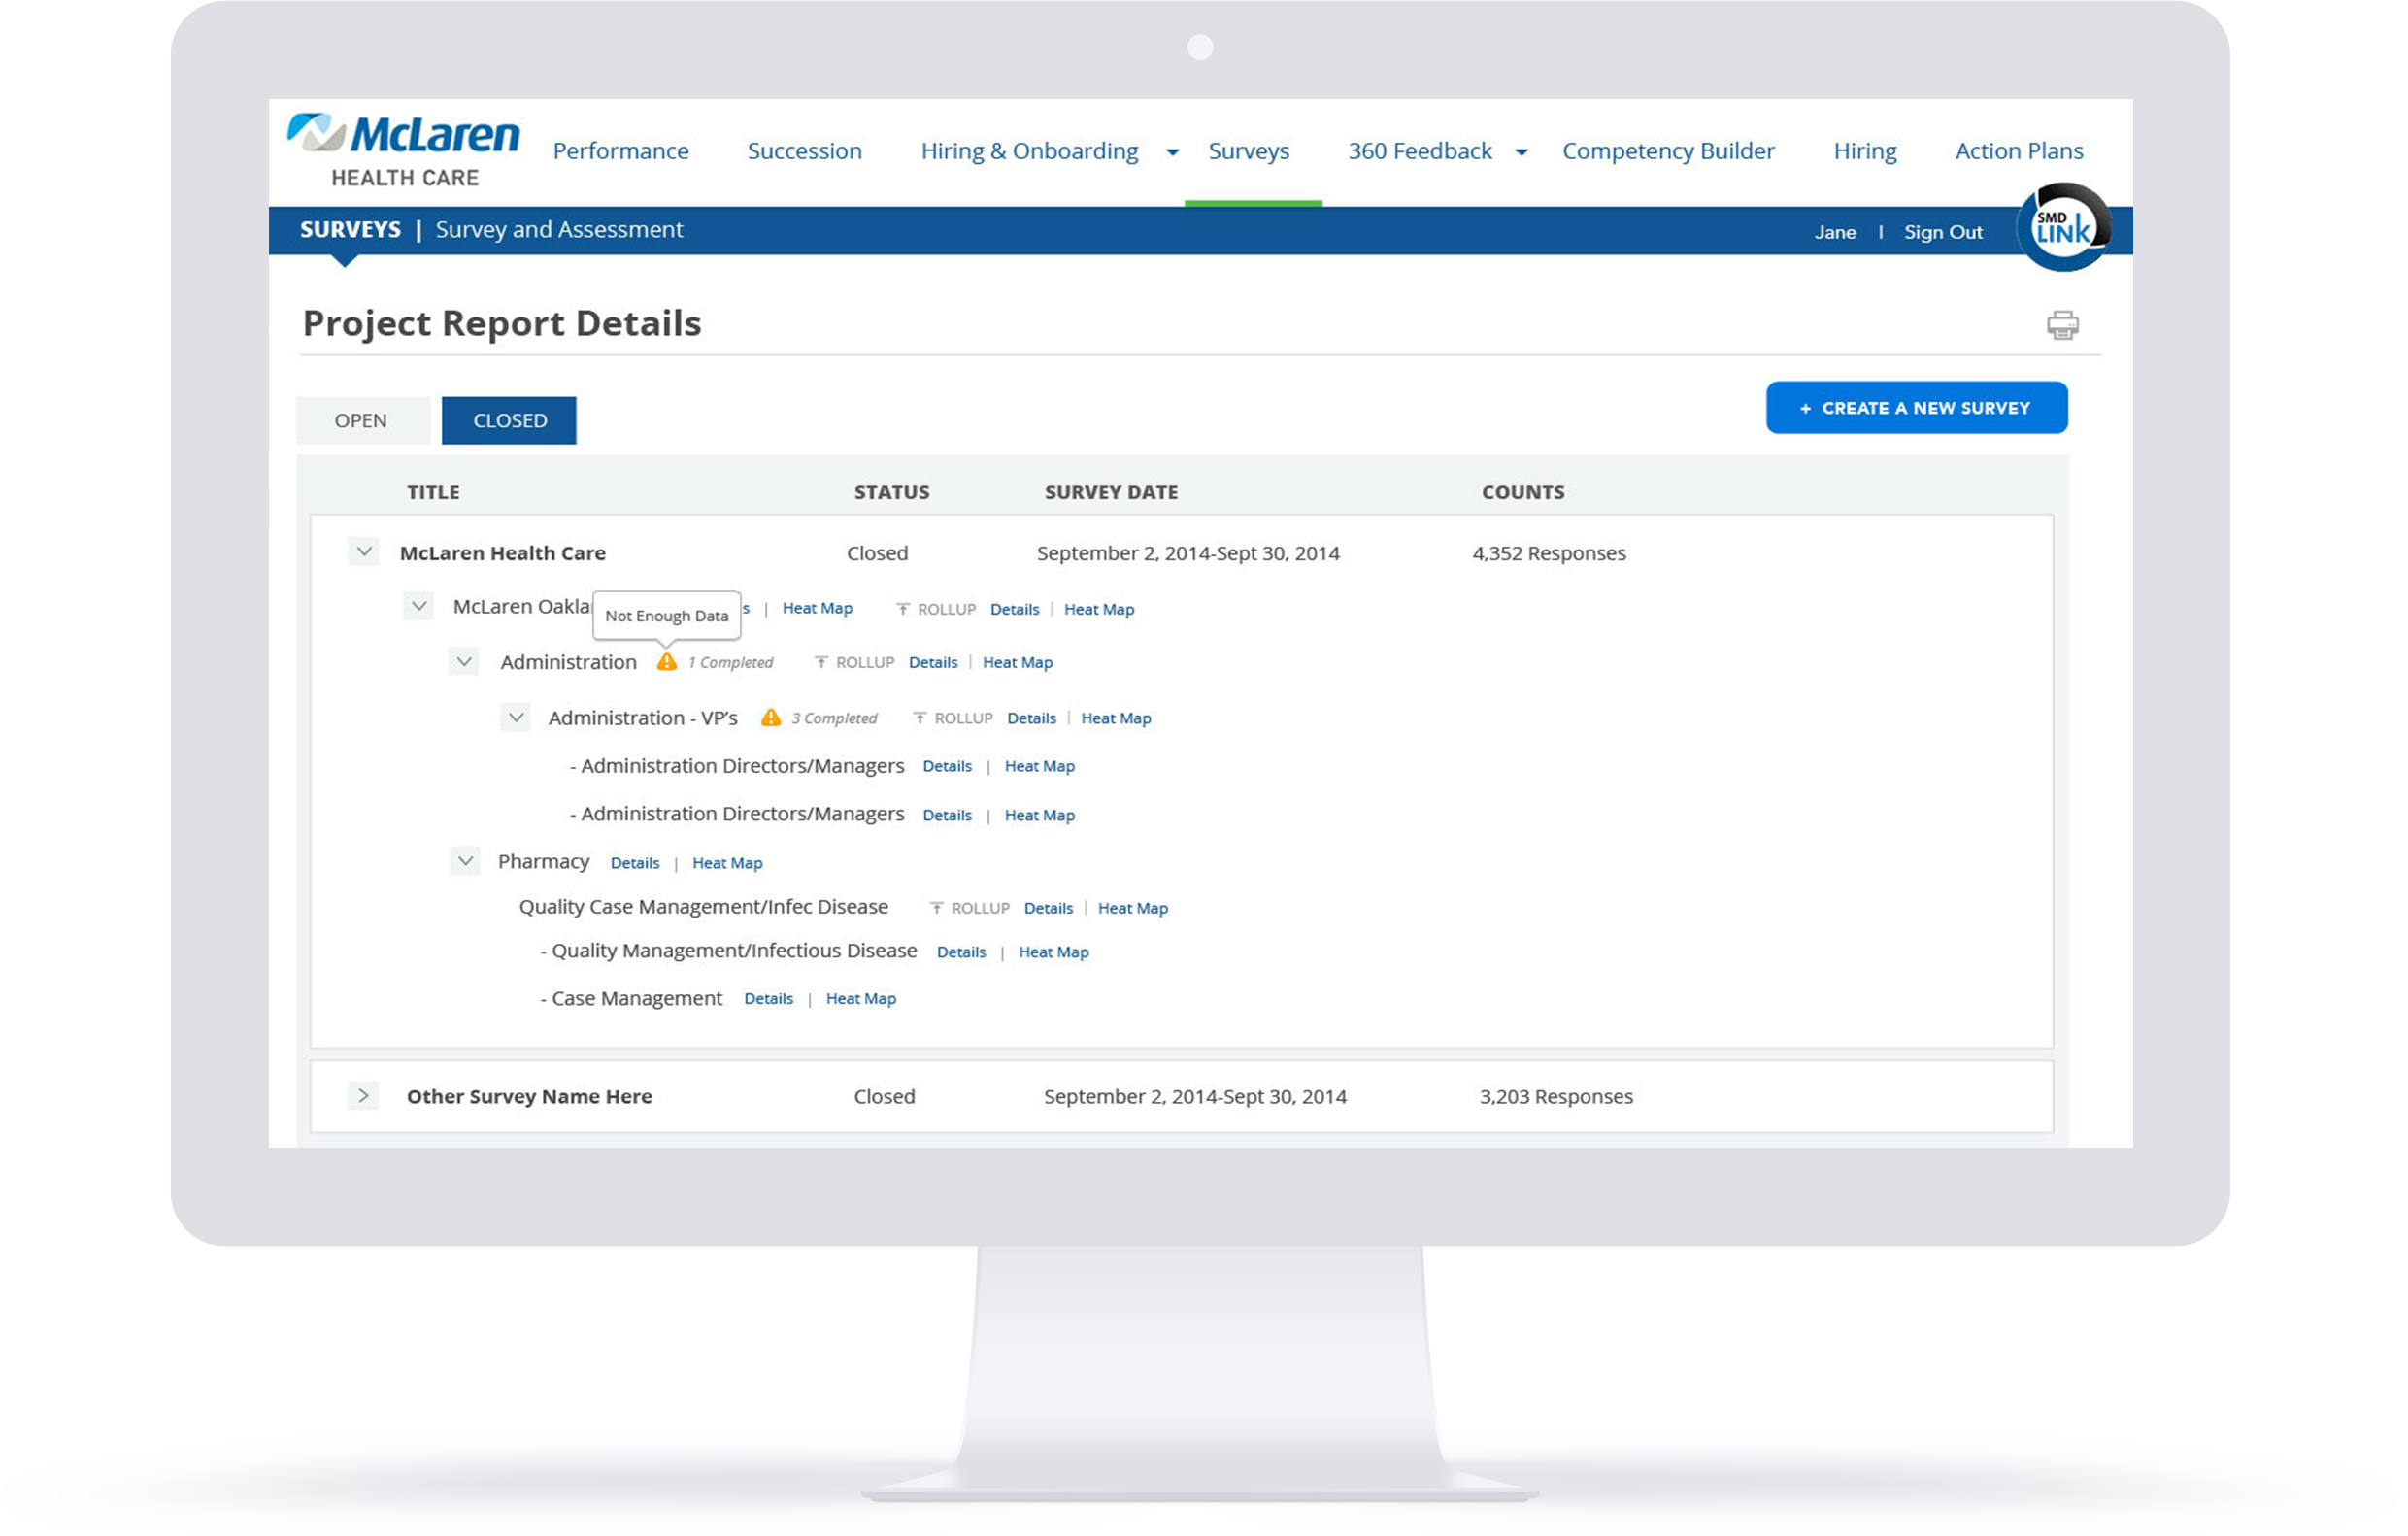 McLaren
HEALTH CARE
Performance Succession Hiring & Onboarding Surveys 360 Feedback Competency Builder Hiring Action Plans
SURVEYS | Survey and Assessment
Jane | Sign Out
SMD
LINK
Project Report Details
OPEN CLOSED
+ CREATE A NEW SURVEY
TITLE STATUS SURVEY DATE COUNTS
McLaren Health Care Closed September 2, 2014-Sept 30, 2014 4,352 Responses
McLaren | Heat Map ROLLUP Details | Heat Map
Not Enough Data
Administration 1 Completed ROLLUP Details | Heat Map
Administration - VP's 3 Completed ROLLUP Details | Heat Map
- Administration Directors/Managers Details | Heat Map
- Administration Directors/Managers Details | Heat Map
Pharmacy Details | Heat Map
Quality Case Management/Infec Disease ROLLUP Details | Heat Map
- Quality Management/Infectious Disease Details | Heat Map
- Case Management Details | Heat Map
Other Survey Name Here Closed September 2, 2014-Sept 30, 2014 3,203 Responses